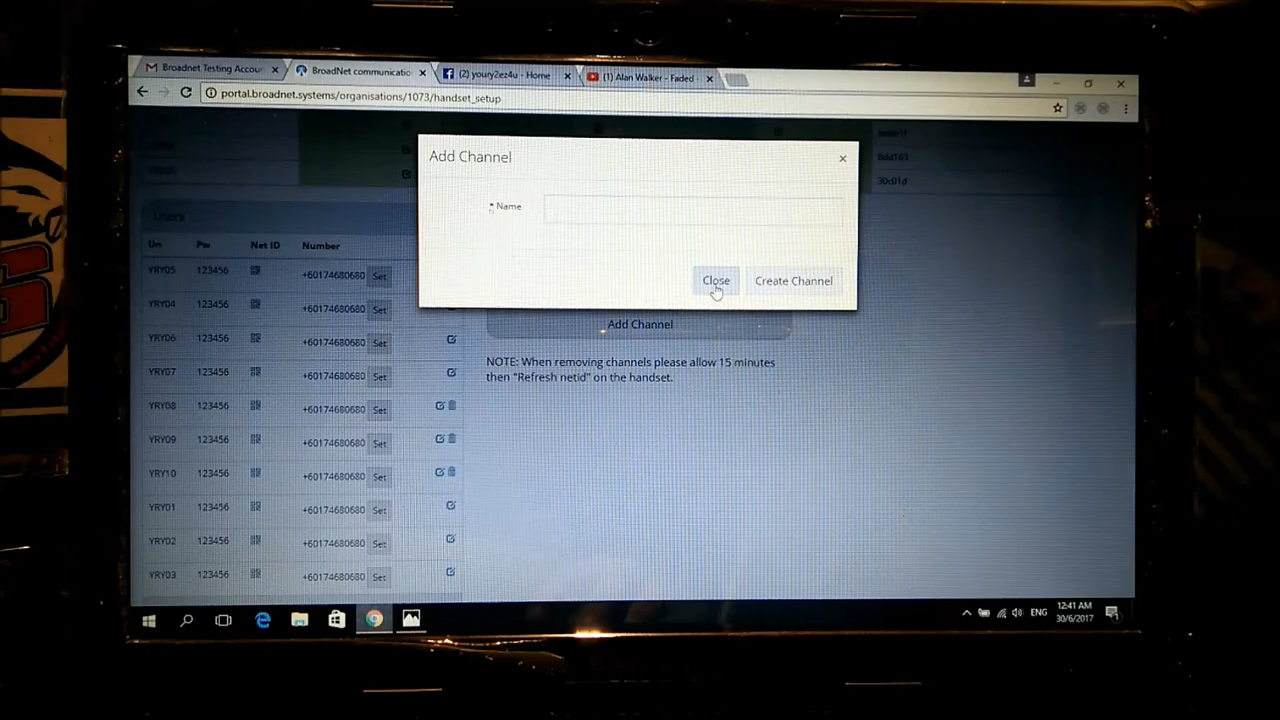 Broadnet Testing Accou
BroadNet communicatio
(2) youry2ez4u - Home
(1) Alan Walker - Faded
portal.broadnet.systems/organisations/1073/handset_setup
Add Channel
* Name
Close
Create Channel
8dd163
30c01d
Users
Un Pw Net ID Number
YRY05 123456 +60174680680 Set
YRY04 123456 +60174680680 Set
YRY06 123456 +60174680680 Set
YRY07 123456 +60174680680 Set
YRY08 123456 +60174680680 Set
YRY09 123456 +60174680680 Set
YRY10 123456 +60174680680 Set
YRY01 123456 +60174680680 Set
YRY02 123456 +60174680680 Set
YRY03 123456 +60174680680 Set
Add Channel
NOTE: When removing channels please allow 15 minutes
then "Refresh netid" on the handset.
ENG
12:41 AM
30/6/2017